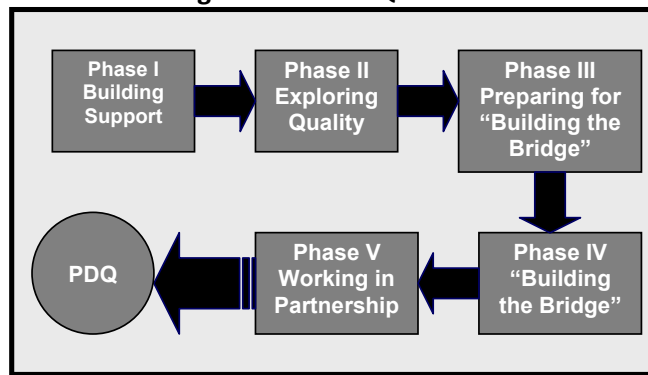 Phase I
Building
Support
Phase II
Exploring
Quality
Phase III
Preparing for
“Building the
Bridge”
Phase IV
“Building
the Bridge”
Phase V
Working in
Partnership
PDQ